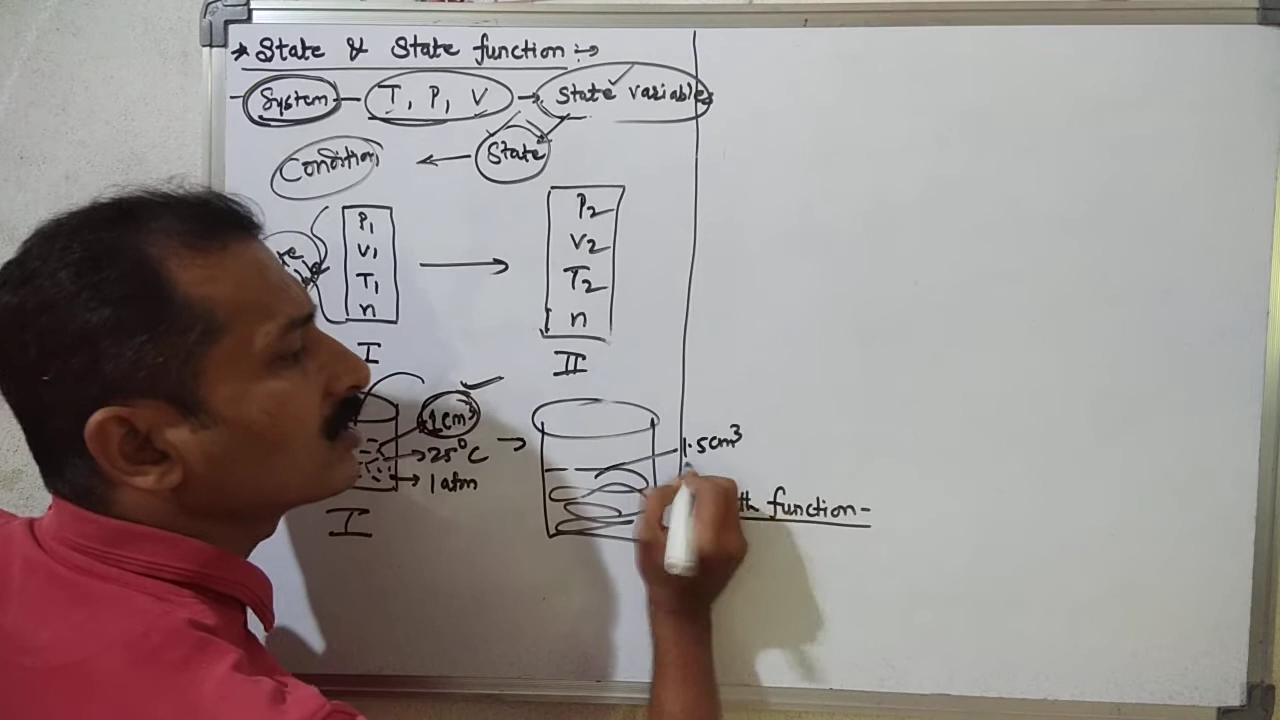 * State & State function :→
System — T, P, V → State variables
Condition ← State
P1 P2
V1 V2
T1 → T2
n n
I II
1cm³
25°C → 1.5cm³
1 atm
I function -